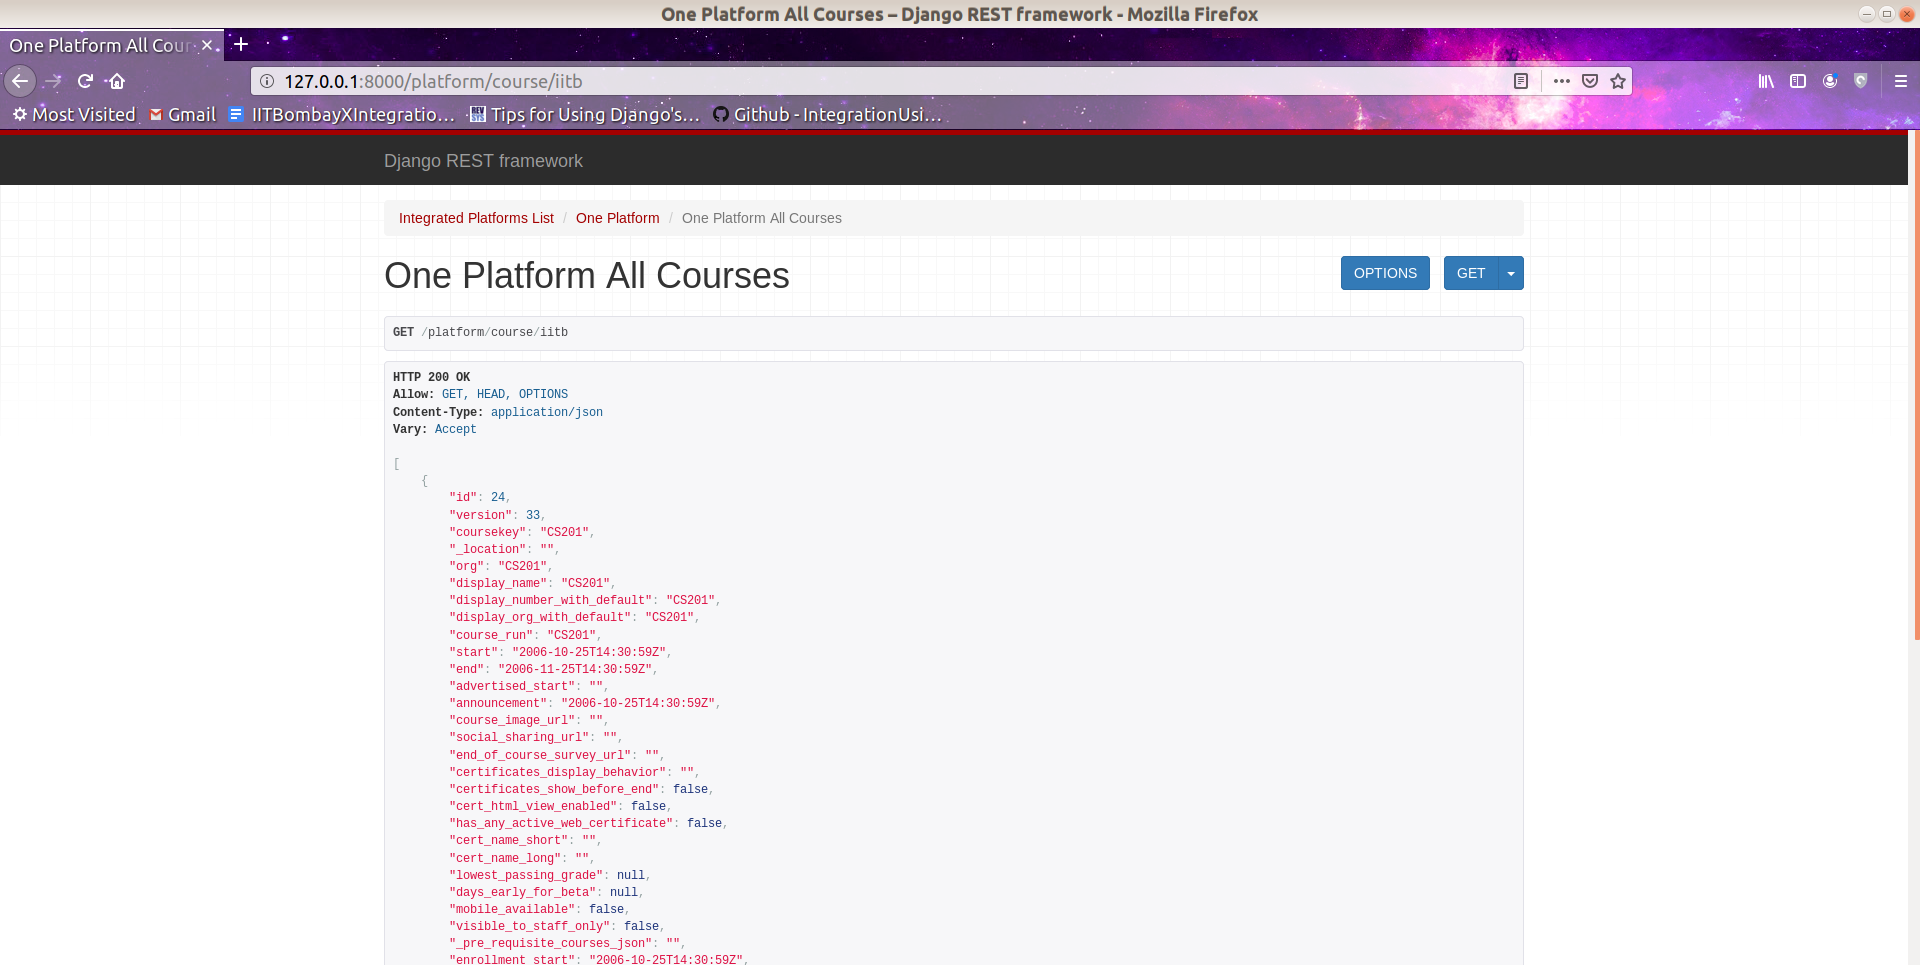 One Platform All Courses – Django REST framework - Mozilla Firefox
One Platform All Cour
127.0.0.1:8000/platform/course/iitb
Most Visited Gmail IITBombayXIntegratio… Tips for Using Django's… Github - IntegrationUsi…
Django REST framework
Integrated Platforms List / One Platform / One Platform All Courses
One Platform All Courses
OPTIONS GET
GET /platform/course/iitb
HTTP 200 OK
Allow: GET, HEAD, OPTIONS
Content-Type: application/json
Vary: Accept
[
{
"id": 24,
"version": 33,
"coursekey": "CS201",
"_location": "",
"org": "CS201",
"display_name": "CS201",
"display_number_with_default": "CS201",
"display_org_with_default": "CS201",
"course_run": "CS201",
"start": "2006-10-25T14:30:59Z",
"end": "2006-11-25T14:30:59Z",
"advertised_start": "",
"announcement": "2006-10-25T14:30:59Z",
"course_image_url": "",
"social_sharing_url": "",
"end_of_course_survey_url": "",
"certificates_display_behavior": "",
"certificates_show_before_end": false,
"cert_html_view_enabled": false,
"has_any_active_web_certificate": false,
"cert_name_short": "",
"cert_name_long": "",
"lowest_passing_grade": null,
"days_early_for_beta": null,
"mobile_available": false,
"visible_to_staff_only": false,
"_pre_requisite_courses_json": "",
"enrollment_start": "2006-10-25T14:30:59Z",